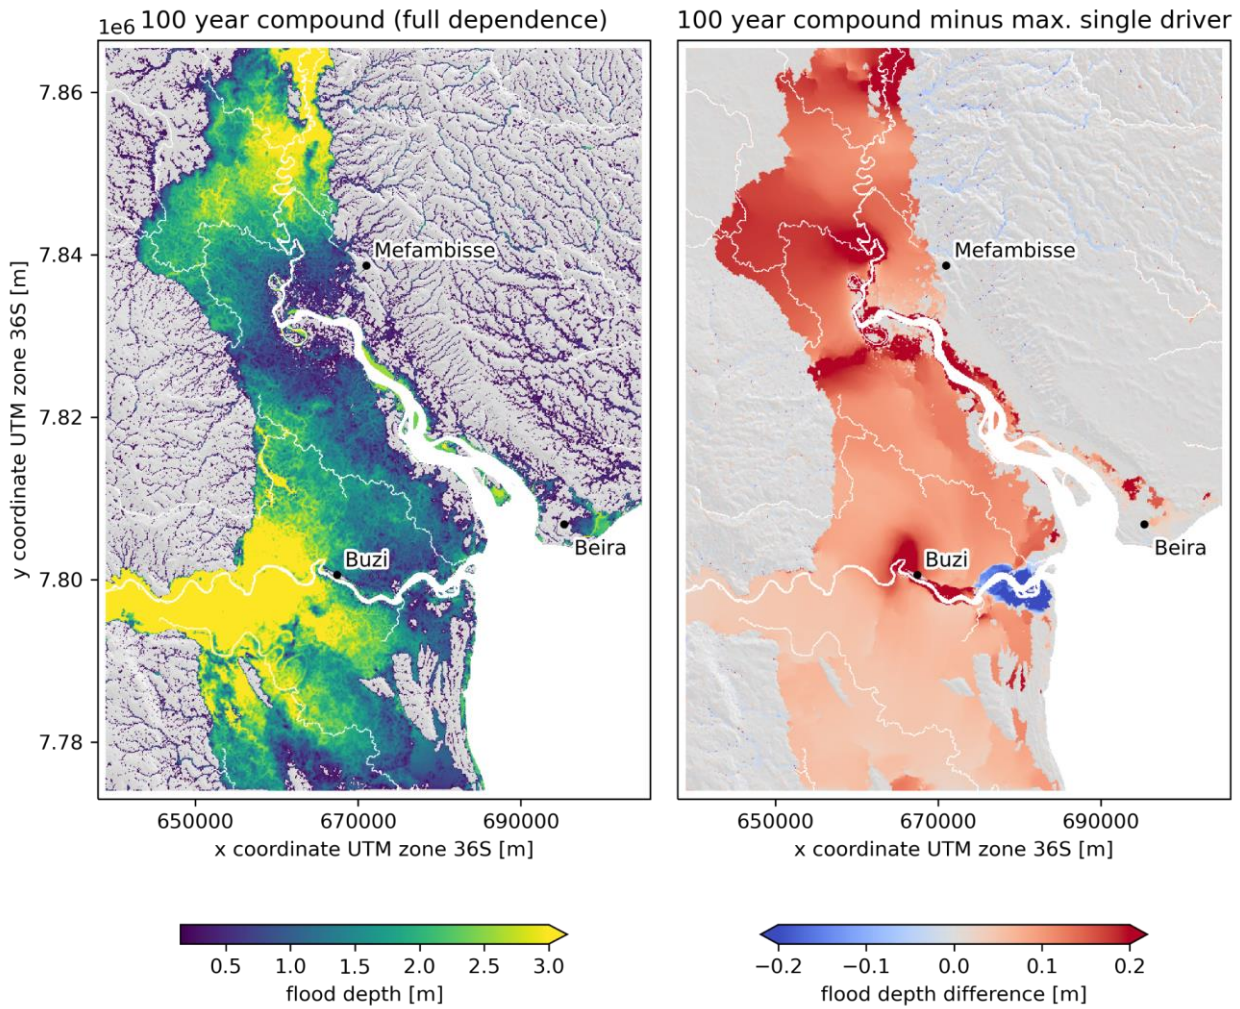 1e6
100 year compound (full dependence)
100 year compound minus max. single driver
7.86
7.84
7.82
7.80
7.78
y coordinate UTM zone 36S [m]
Mefambisse
Buzi
Beira
650000 670000 690000
x coordinate UTM zone 36S [m]
Mefambisse
Buzi
Beira
650000 670000 690000
x coordinate UTM zone 36S [m]
0.5 1.0 1.5 2.0 2.5 3.0
flood depth [m]
−0.2 −0.1 0.0 0.1 0.2
flood depth difference [m]